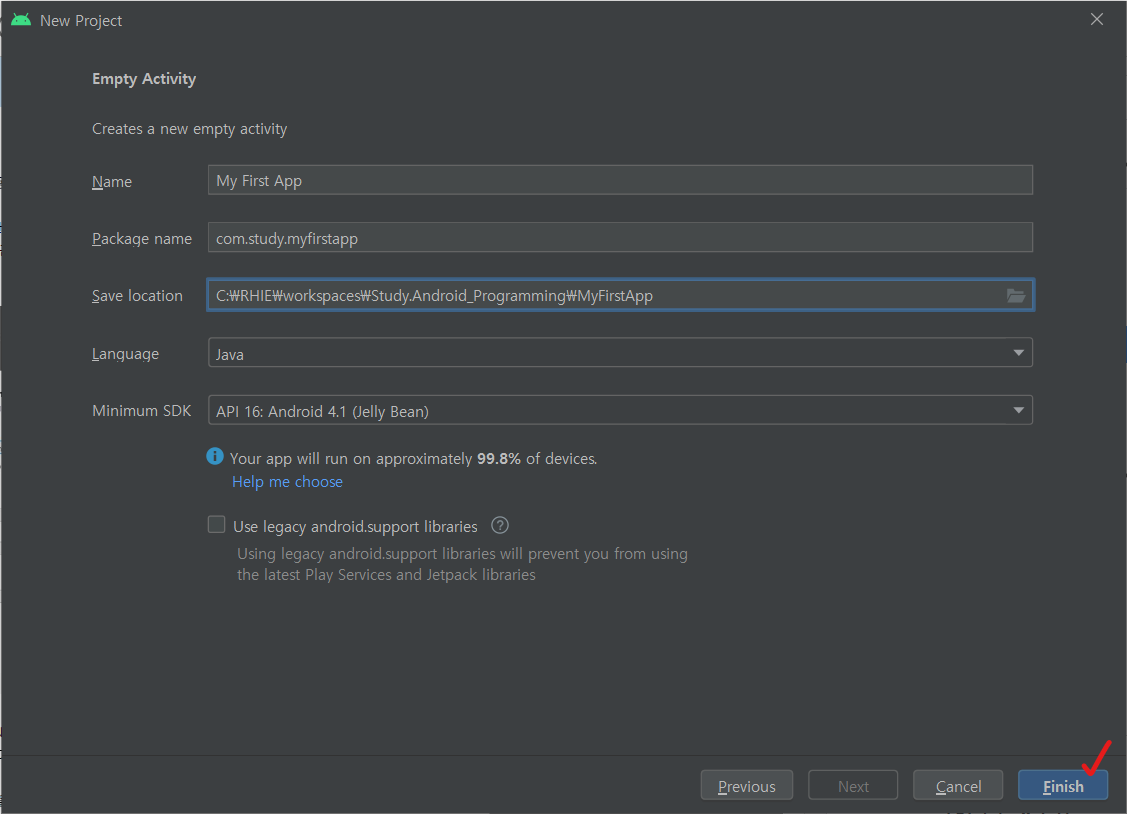 New Project
Empty Activity
Creates a new empty activity
Name My First App
Package name com.study.myfirstapp
Save location C:₩RHIE₩workspaces₩Study.Android_Programming₩MyFirstApp
Language Java
Minimum SDK API 16: Android 4.1 (Jelly Bean)
Your app will run on approximately 99.8% of devices.
Help me choose
Use legacy android.support libraries ?
Using legacy android.support libraries will prevent you from using
the latest Play Services and Jetpack libraries
Previous Next Cancel Finish